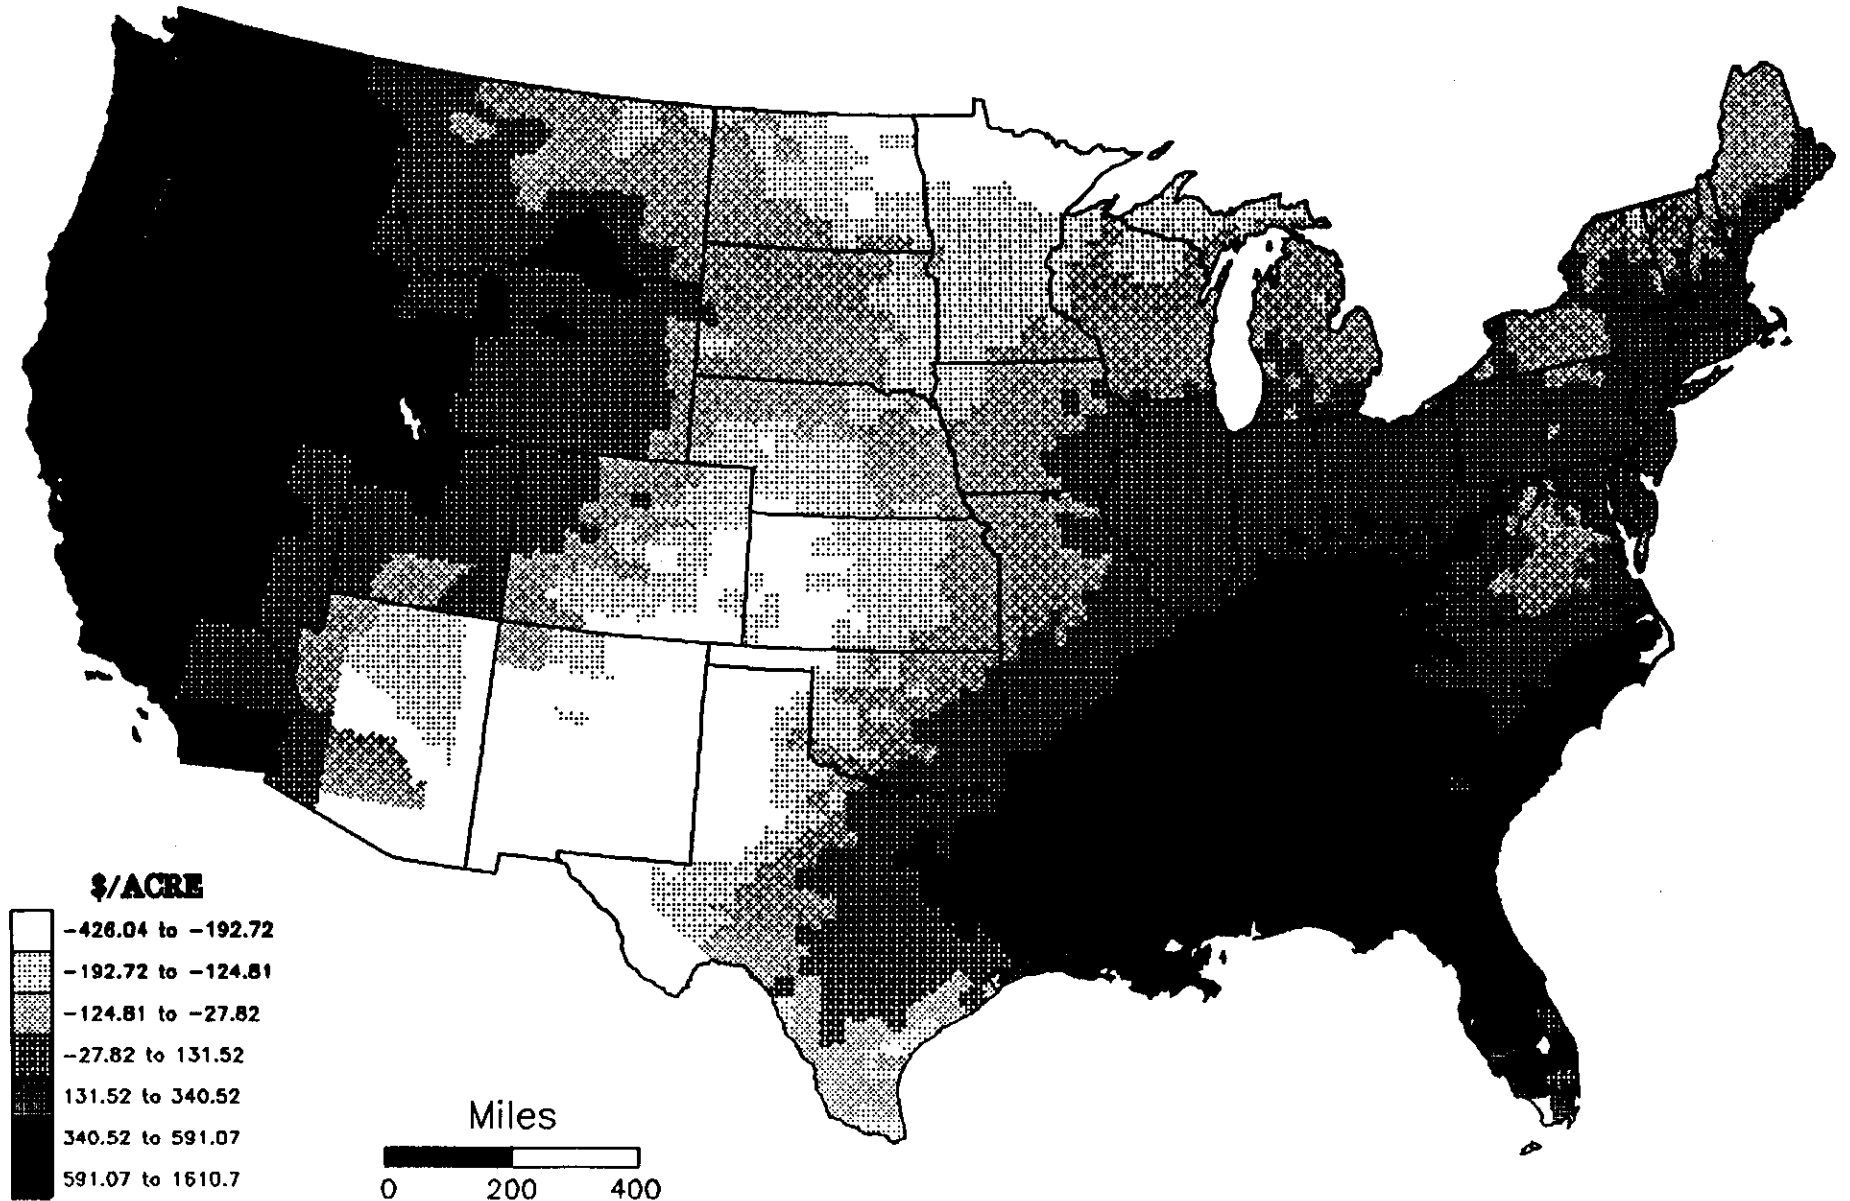 $/ACRE
-426.04 to -192.72
-192.72 to -124.81
-124.81 to -27.82
-27.82 to 131.52
131.52 to 340.52
340.52 to 591.07
591.07 to 1610.7
Miles
0 200 400